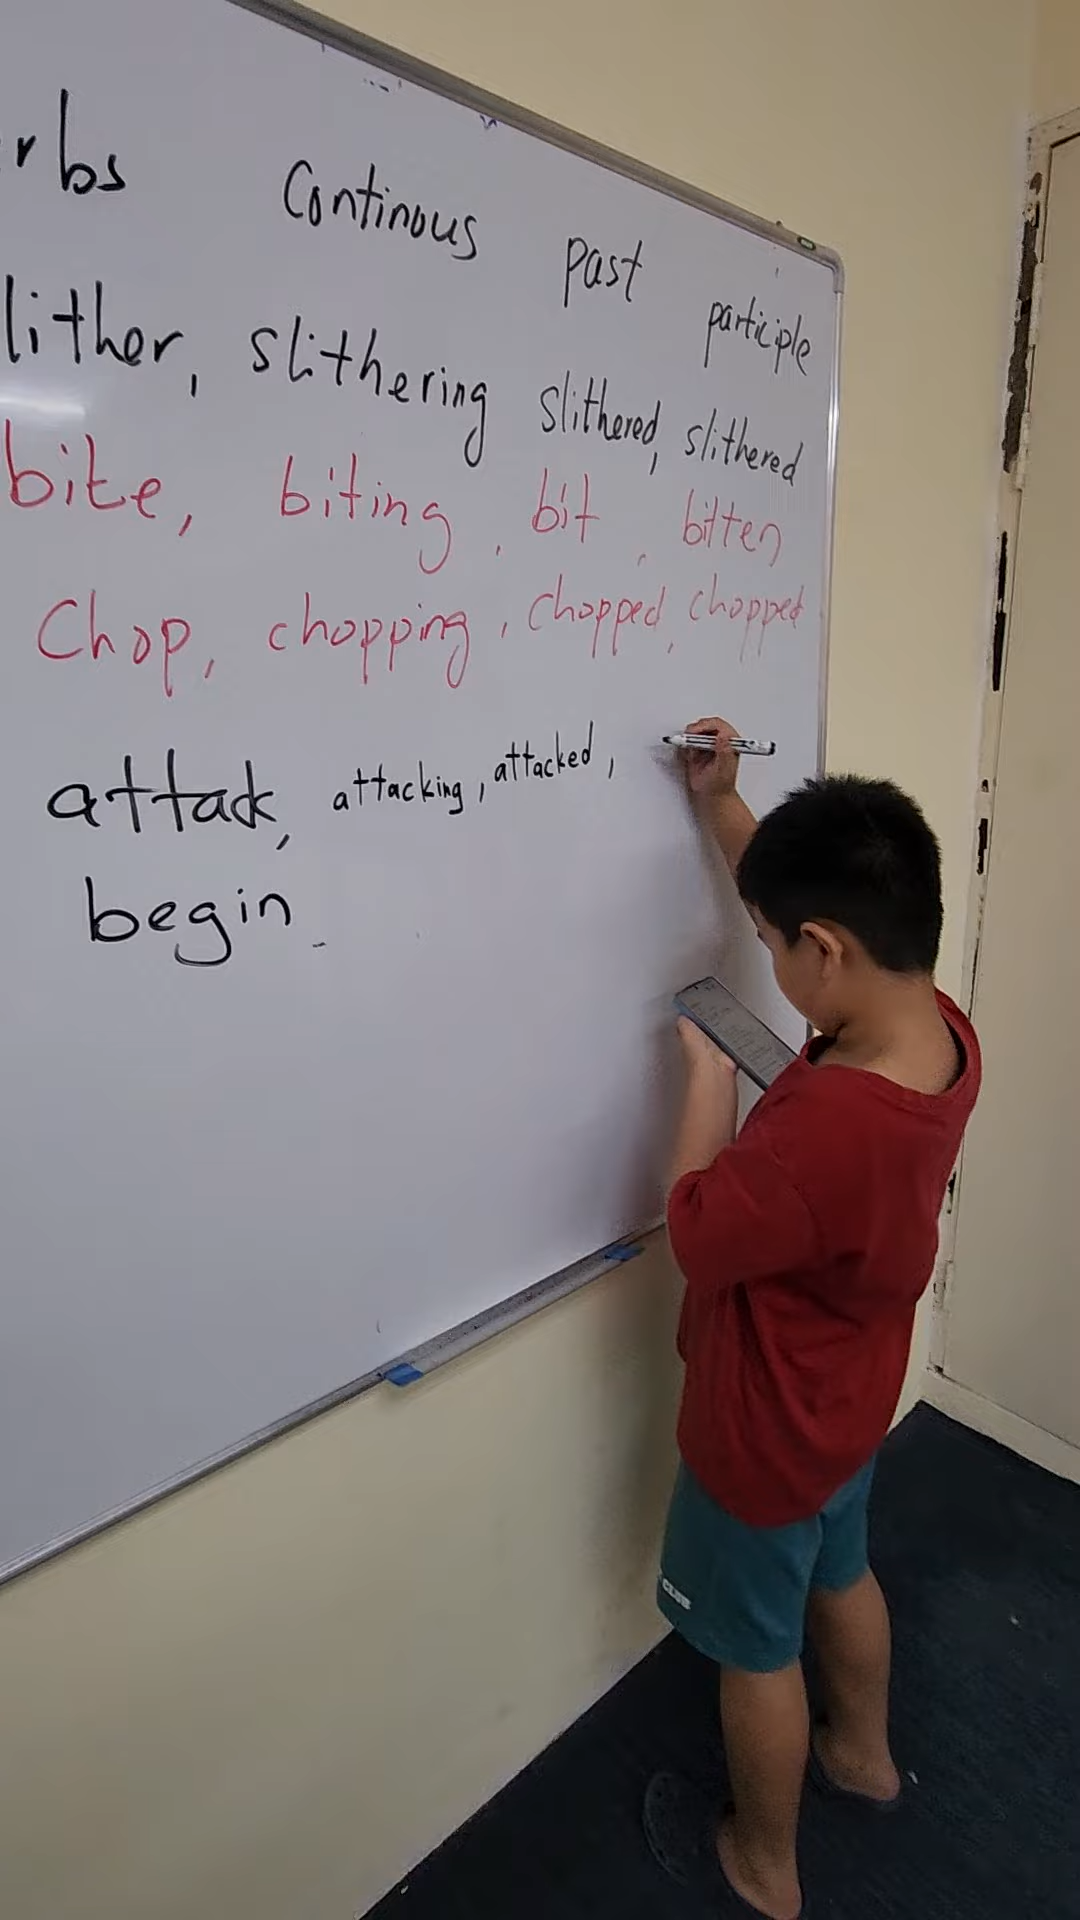 rbs Continous past participle
lither, slithering slithered, slithered
bite, biting, bit, bitten
Chop, chopping, chopped, chopped
attack, attacking, attacked,
begin
CLUB